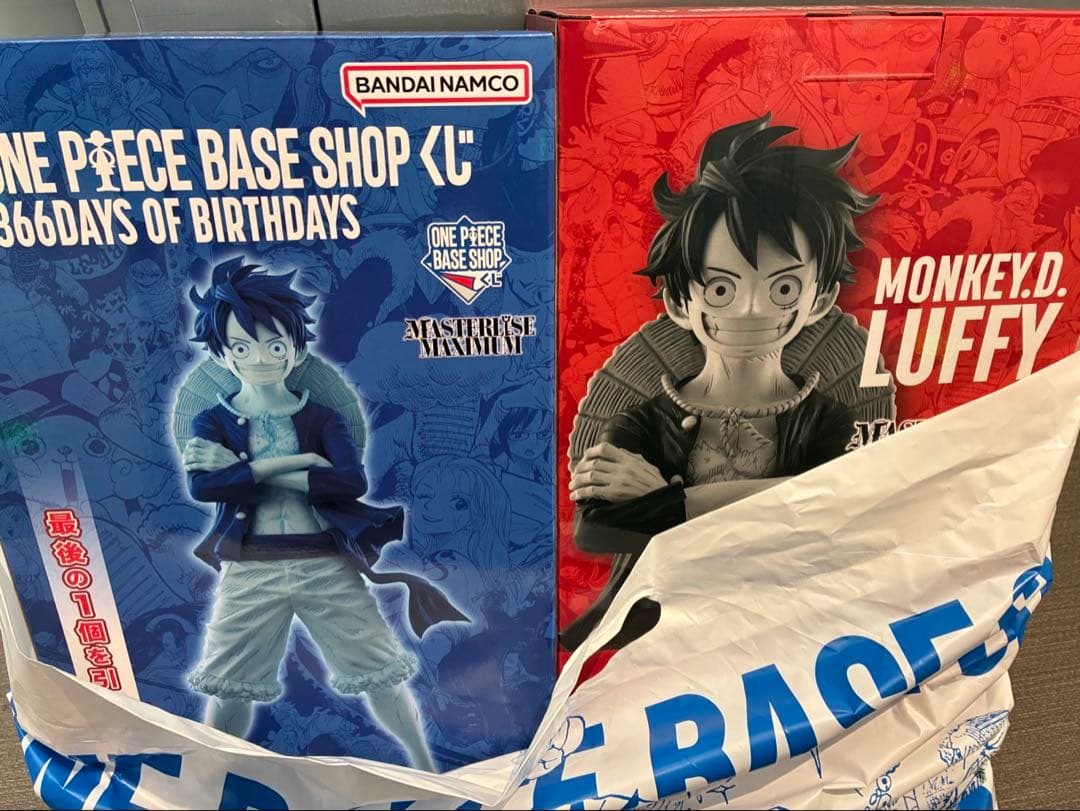 BANDAI NAMCO
ONE PIECE BASE SHOP くじ
366DAYS OF BIRTHDAYS
ONE PIECE
BASE SHOP
くじ
MASTERLISE
MAXIMUM
最後の1個を引
MONKEY.D.
LUFFY
BASE